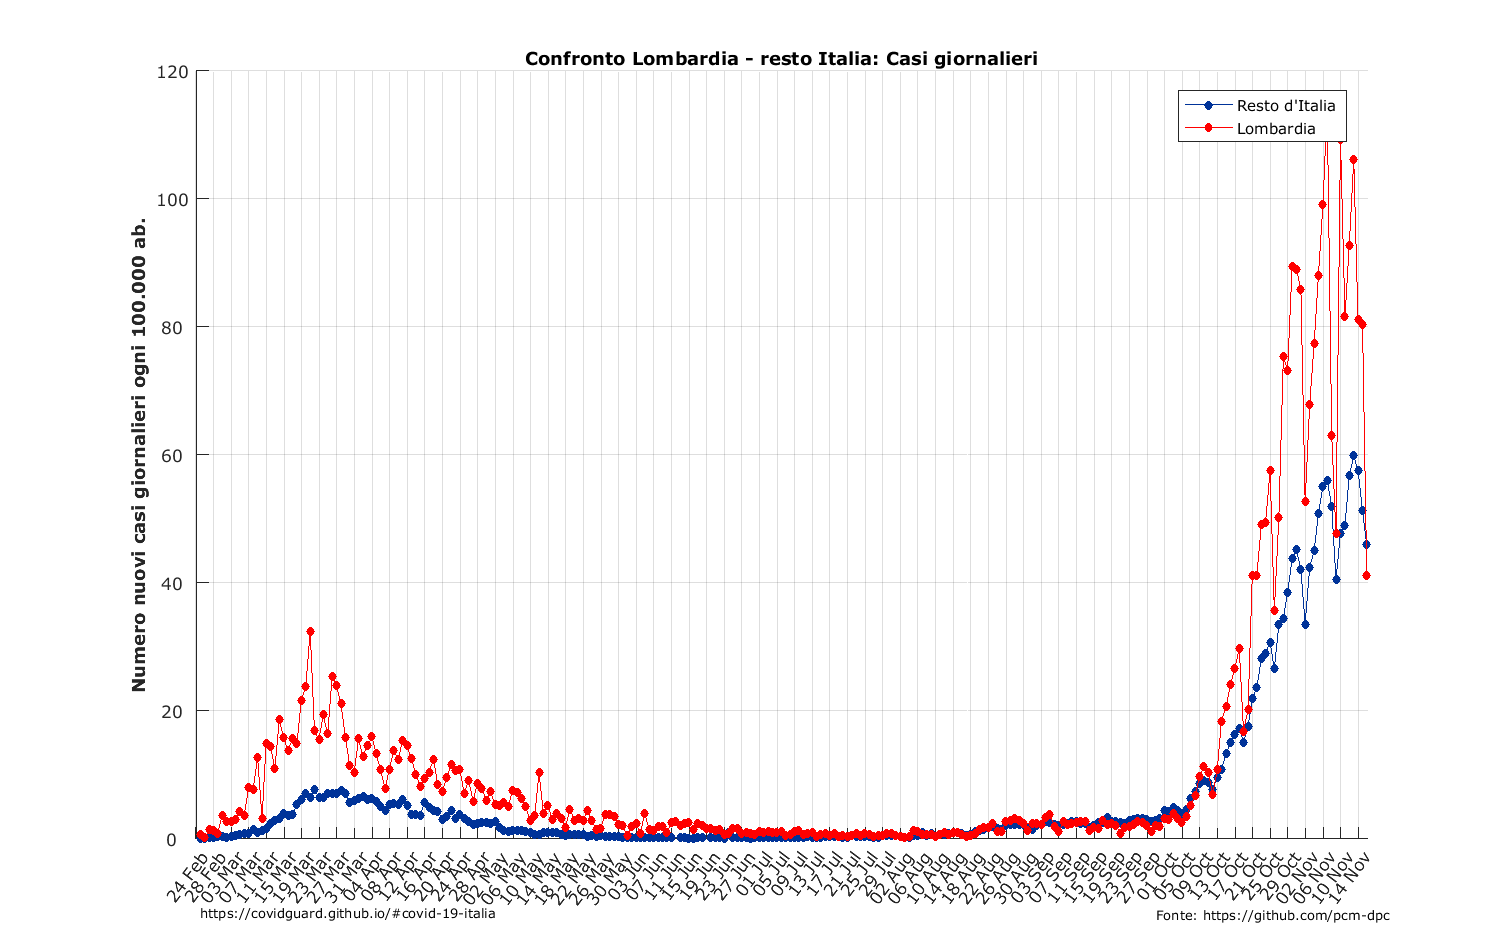 Confronto Lombardia - resto Italia: Casi giornalieri
Numero nuovi casi giornalieri ogni 100.000 ab.
120
100
80
60
40
20
0
Resto d'Italia
Lombardia
24 Feb
28 Feb
03 Mar
07 Mar
11 Mar
15 Mar
19 Mar
23 Mar
27 Mar
31 Mar
04 Apr
08 Apr
12 Apr
16 Apr
20 Apr
24 Apr
28 Apr
02 May
06 May
10 May
14 May
18 May
22 May
26 May
30 May
03 Jun
07 Jun
11 Jun
15 Jun
19 Jun
23 Jun
27 Jun
01 Jul
05 Jul
09 Jul
13 Jul
17 Jul
21 Jul
25 Jul
29 Jul
02 Aug
06 Aug
10 Aug
14 Aug
18 Aug
22 Aug
26 Aug
30 Aug
03 Sep
07 Sep
11 Sep
15 Sep
19 Sep
23 Sep
27 Sep
01 Oct
05 Oct
09 Oct
13 Oct
17 Oct
21 Oct
25 Oct
29 Oct
02 Nov
06 Nov
10 Nov
14 Nov
https://covidguard.github.io/#covid-19-italia
Fonte: https://github.com/pcm-dpc